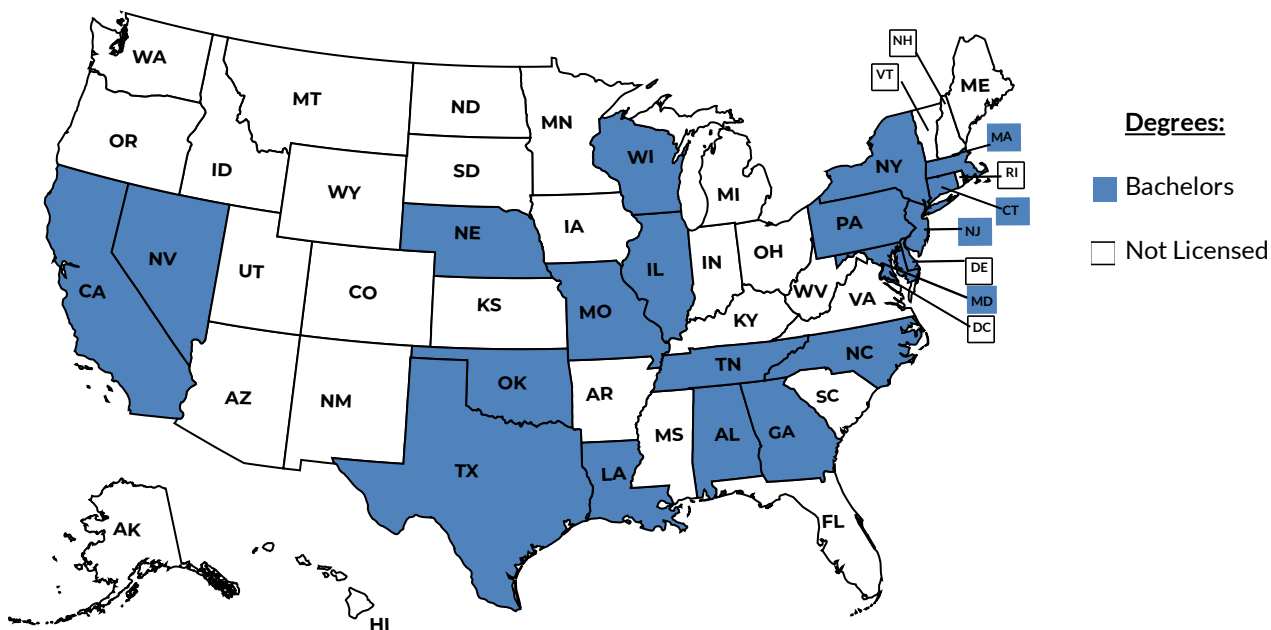 WA
MT
ND
MN
OR
ID
WY
SD
WI
MI
NY
NH
VT
ME
MA
RI
CT
NJ
DE
MD
DC
PA
CA
NV
UT
CO
NE
IA
KS
MO
IL
IN
OH
WV
VA
KY
TN
NC
AZ
NM
OK
AR
SC
TX
LA
MS
AL
GA
FL
AK
HI
Degrees:
Bachelors
Not Licensed